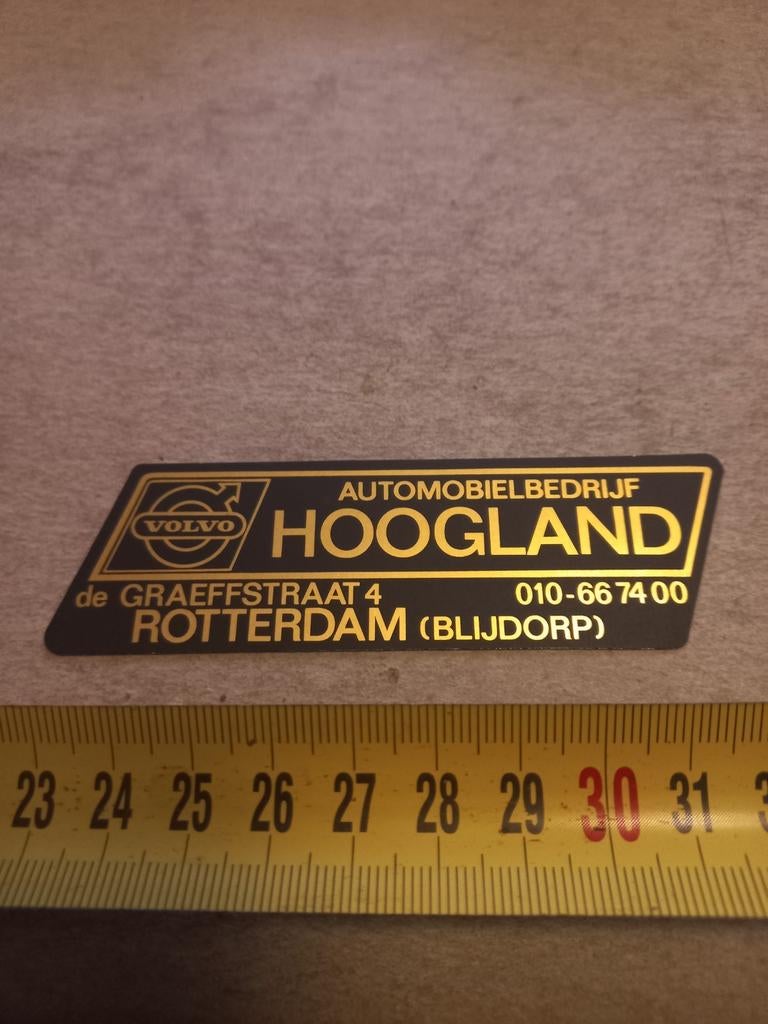 VOLVO
AUTOMOBIELBEDRIJF
HOOGLAND
de GRAEFFSTRAAT 4 010-66 74 00
ROTTERDAM (BLIJDORP)
23 24 25 26 27 28 29 30 31